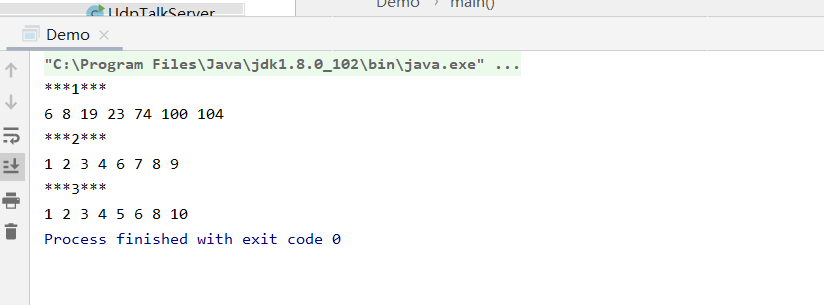 UdpTalkServer
Demo › main()
Demo ×
"C:\Program Files\Java\jdk1.8.0_102\bin\java.exe" ...
***1***
6 8 19 23 74 100 104
***2***
1 2 3 4 6 7 8 9
***3***
1 2 3 4 5 6 8 10
Process finished with exit code 0